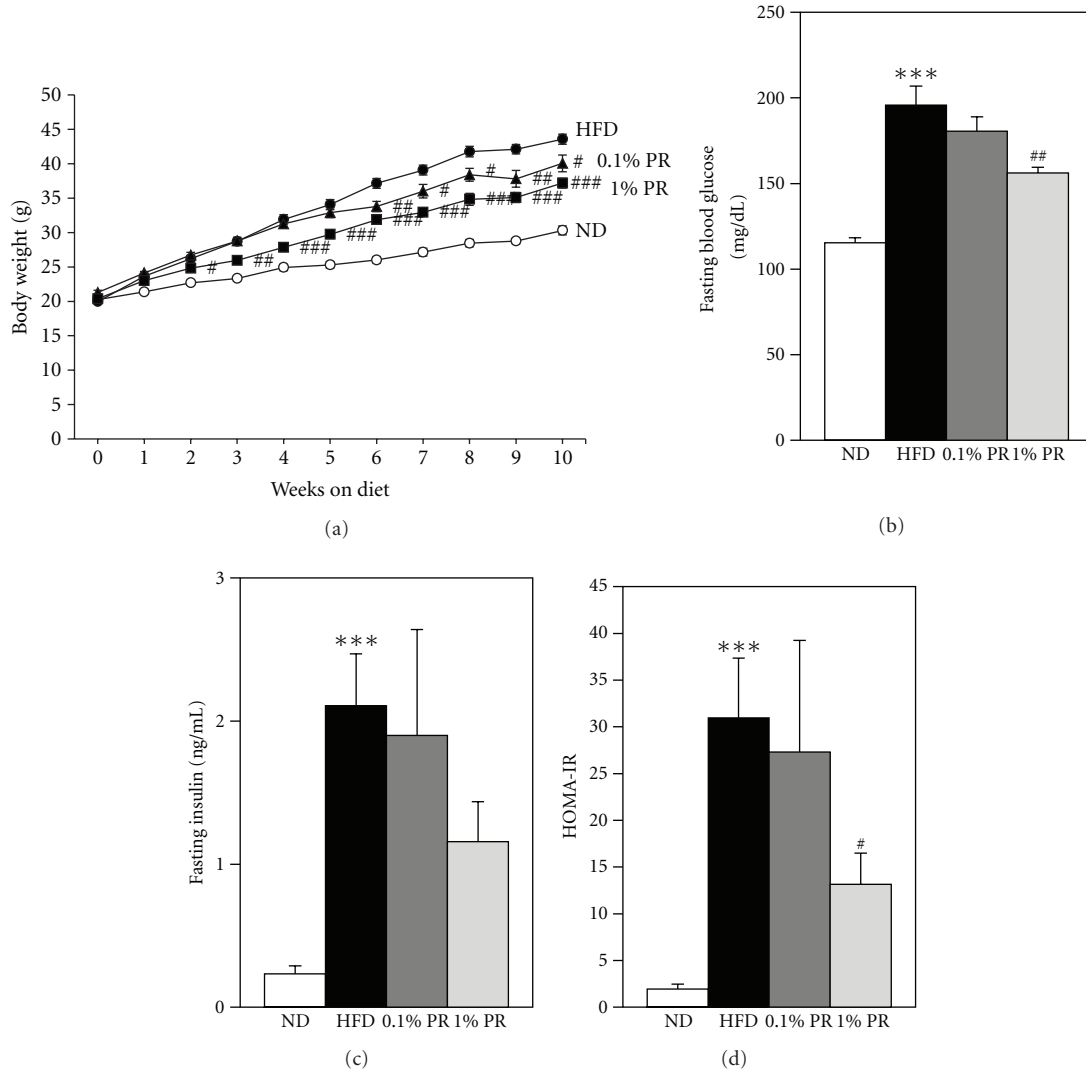 50
45
40
35
30
25
20
15
10
5
0
Body weight (g)
HFD
# 0.1% PR
### 1% PR
ND
# ## ### ### ### ### ### ### ###
## # # ##
0 1 2 3 4 5 6 7 8 9 10
Weeks on diet
(a)
250
200
150
100
50
0
Fasting blood glucose
(mg/dL)
***
##
ND HFD 0.1% PR 1% PR
(b)
3
2
1
0
Fasting insulin (ng/mL)
***
ND HFD 0.1% PR 1% PR
(c)
45
40
35
30
25
20
15
10
5
0
HOMA-IR
***
#
ND HFD 0.1% PR 1% PR
(d)